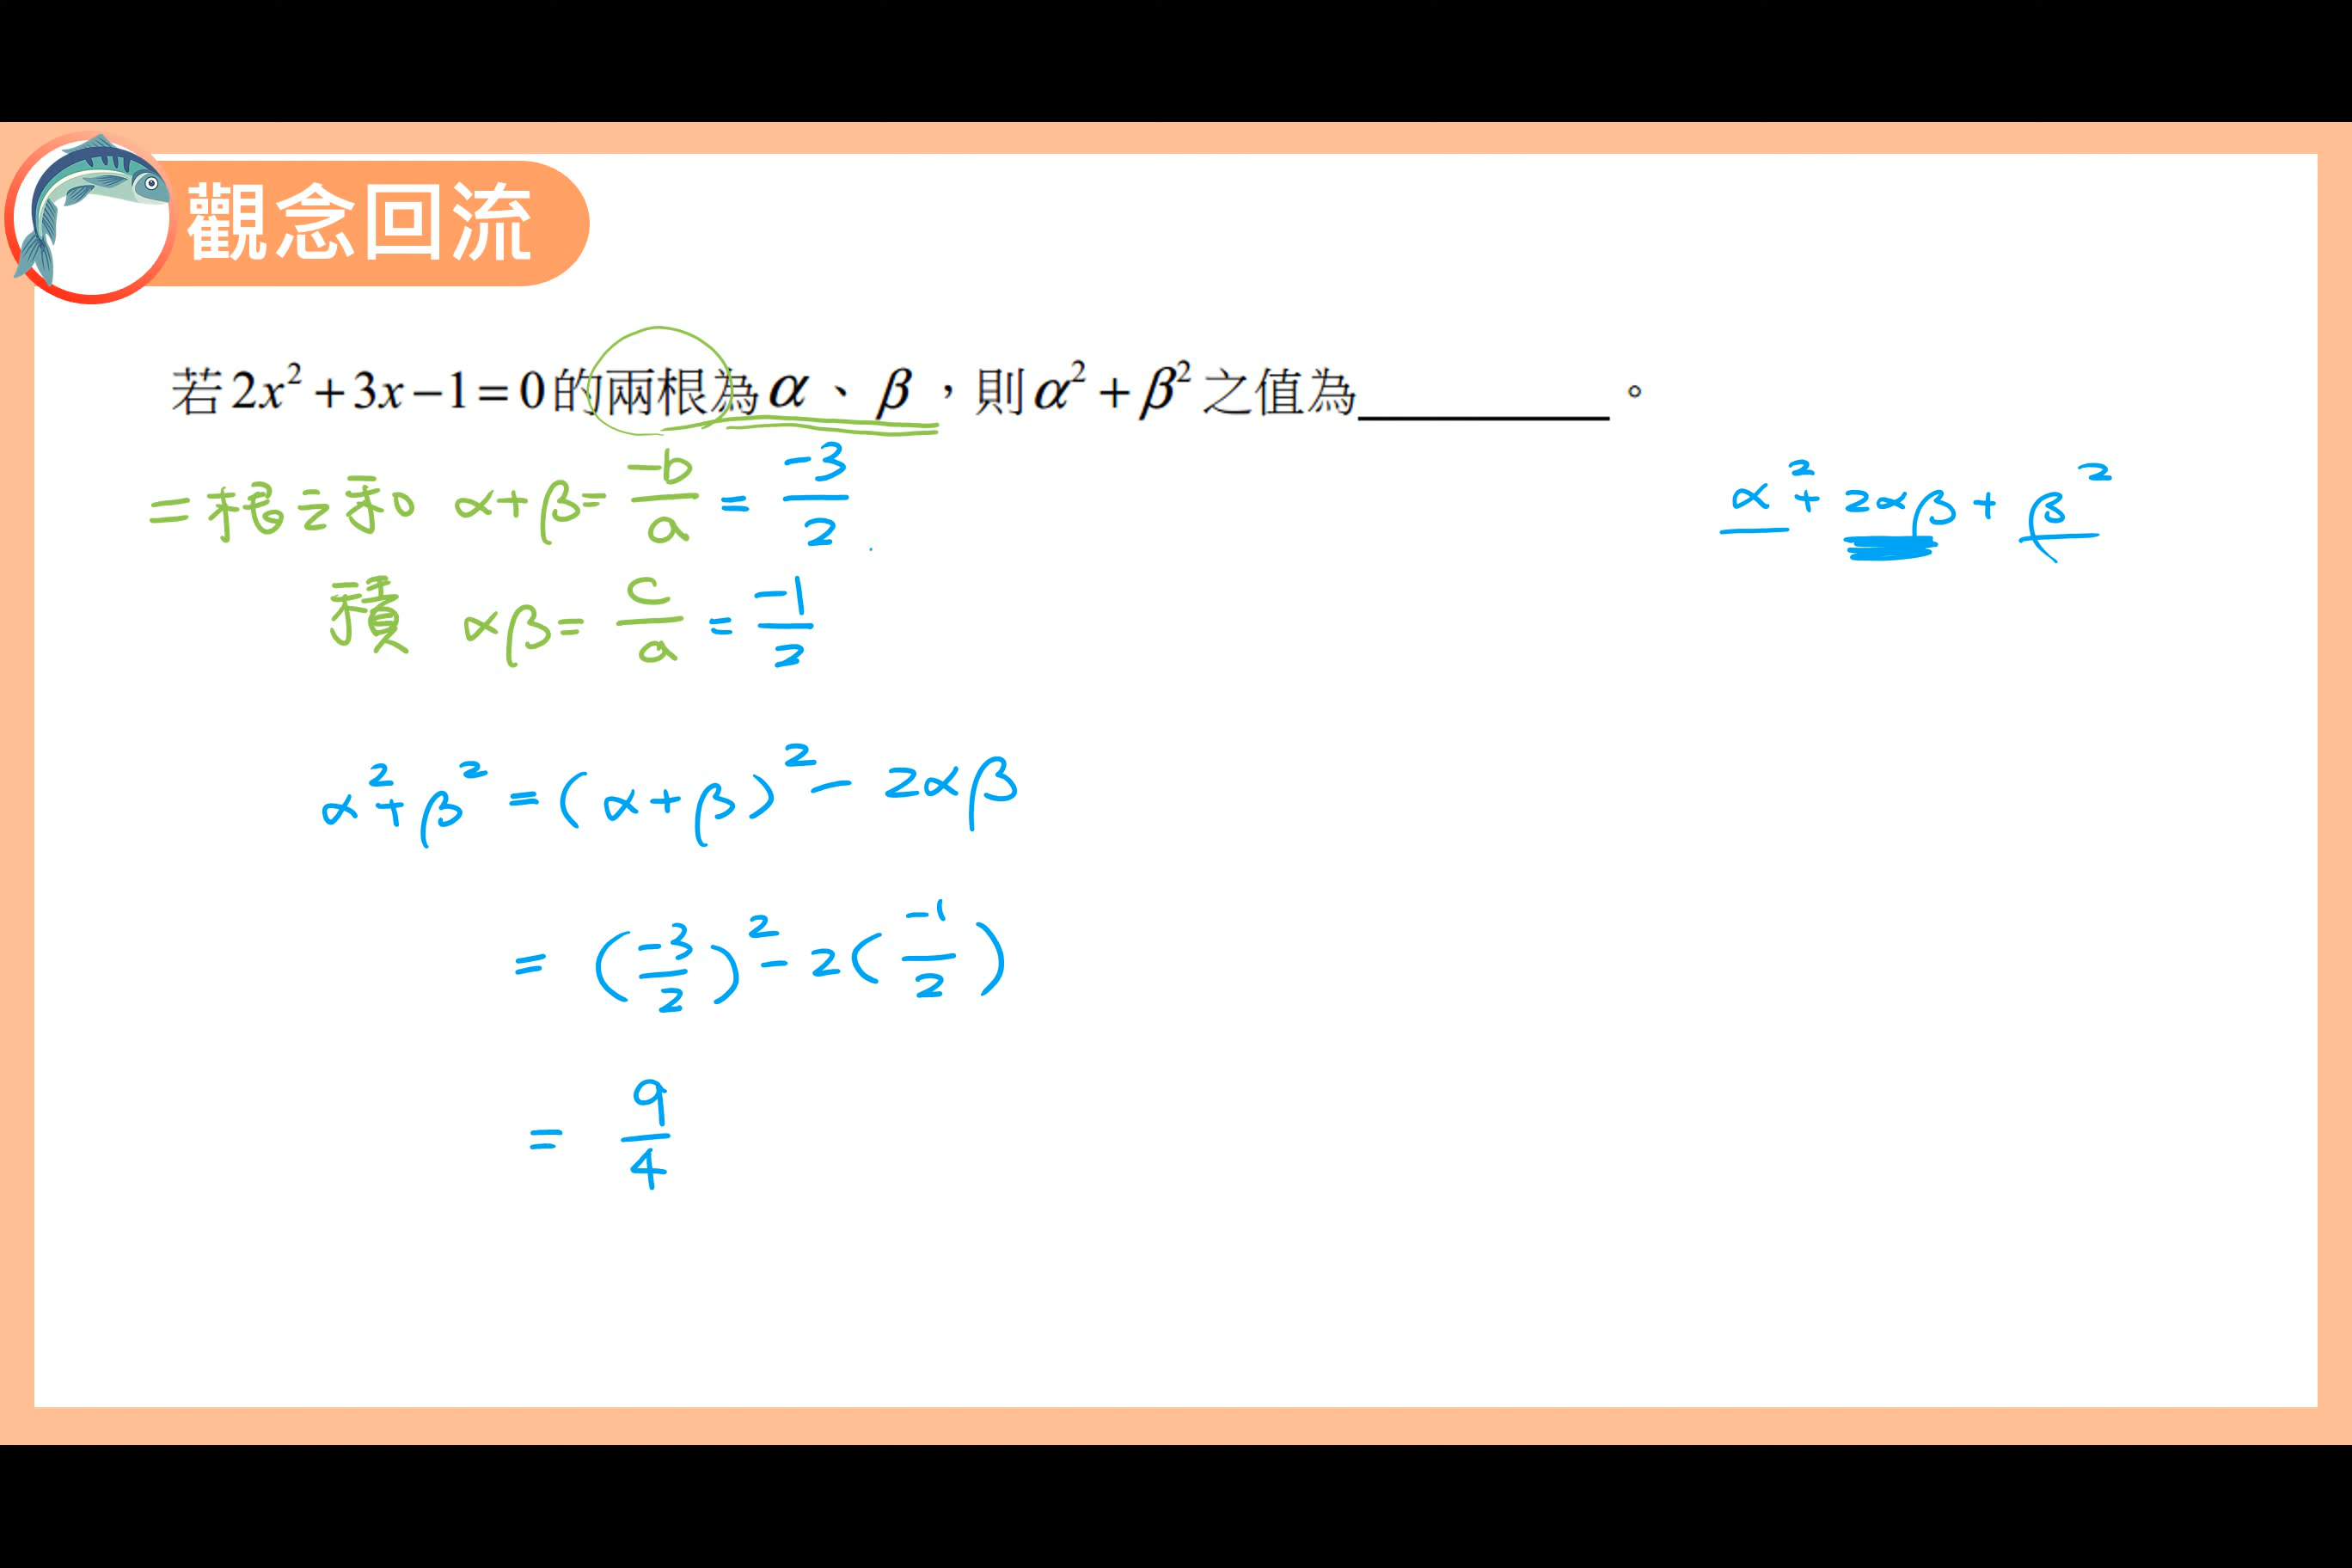 觀念回流
若2x²+3x−1=0的兩根為α、β，則α²+β²之值為__________。
=根之和 α+β= -b/a = -3/2
α²+2αβ+β²
積 αβ= c/a = -1/2
α²+β²=(α+β)²-2αβ
= (-3/2)²-2(-1/2)
= 9/4